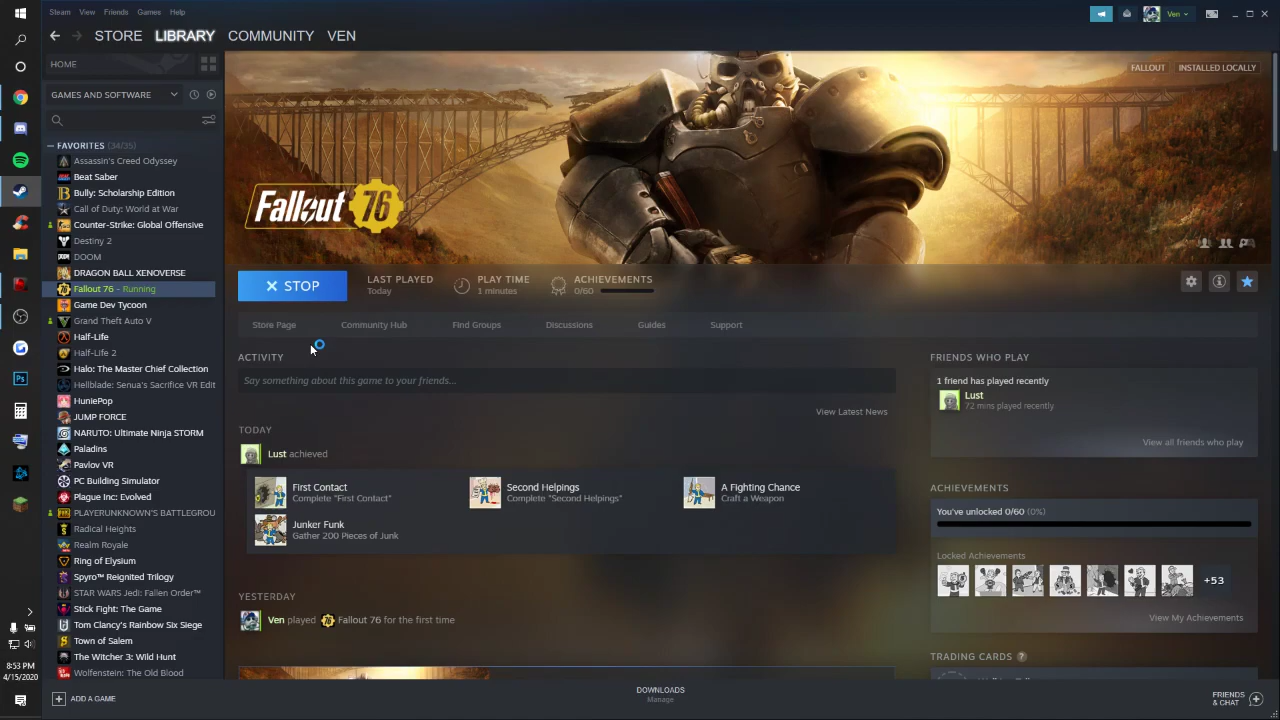 Steam View Friends Games Help
Ven
STORE LIBRARY COMMUNITY VEN
HOME
GAMES AND SOFTWARE
FAVORITES (34/35)
Assassin's Creed Odyssey
Beat Saber
Bully: Scholarship Edition
Call of Duty: World at War
Counter-Strike: Global Offensive
Destiny 2
DOOM
DRAGON BALL XENOVERSE
Fallout 76 - Running
Game Dev Tycoon
Grand Theft Auto V
Half-Life
Half-Life 2
Halo: The Master Chief Collection
Hellblade: Senua's Sacrifice VR Edit
HuniePop
JUMP FORCE
NARUTO: Ultimate Ninja STORM
Paladins
Pavlov VR
PC Building Simulator
Plague Inc: Evolved
PLAYERUNKNOWN'S BATTLEGROU
Radical Heights
Realm Royale
Ring of Elysium
Spyro™ Reignited Trilogy
STAR WARS Jedi: Fallen Order™
Stick Fight: The Game
Tom Clancy's Rainbow Six Siege
Town of Salem
The Witcher 3: Wild Hunt
Wolfenstein: The Old Blood
8:53 PM
4/15/2020
ADD A GAME
FALLOUT INSTALLED LOCALLY
Fallout 76
STOP
LAST PLAYED
Today
PLAY TIME
1 minutes
ACHIEVEMENTS
0/60
Store Page Community Hub Find Groups Discussions Guides Support
ACTIVITY
Say something about this game to your friends...
View Latest News
TODAY
Lust achieved
First Contact
Complete "First Contact"
Second Helpings
Complete "Second Helpings"
A Fighting Chance
Craft a Weapon
Junker Funk
Gather 200 Pieces of Junk
YESTERDAY
Ven played Fallout 76 for the first time
FRIENDS WHO PLAY
1 friend has played recently
Lust
72 mins played recently
View all friends who play
ACHIEVEMENTS
You've unlocked 0/60 (0%)
Locked Achievements
+53
View My Achievements
TRADING CARDS ?
DOWNLOADS
Manage
FRIENDS
& CHAT